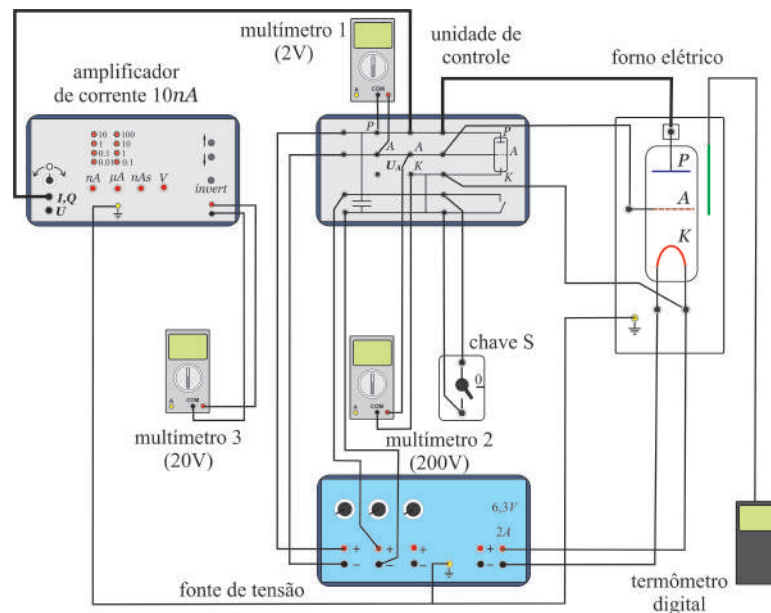 multímetro 1
(2V)
unidade de
controle
forno elétrico
amplificador
de corrente 10nA
A COM
10 100
1 10
0.1 1
0.01 0.1
nA µA nAs V
I,Q
U
invert
P
A A
U_A K
P
A
K
P
A
K
chave S
0
A COM
multímetro 3
(20V)
A COM
multímetro 2
(200V)
6,3V
2A
+ + + +
- - - -
fonte de tensão
termômetro
digital